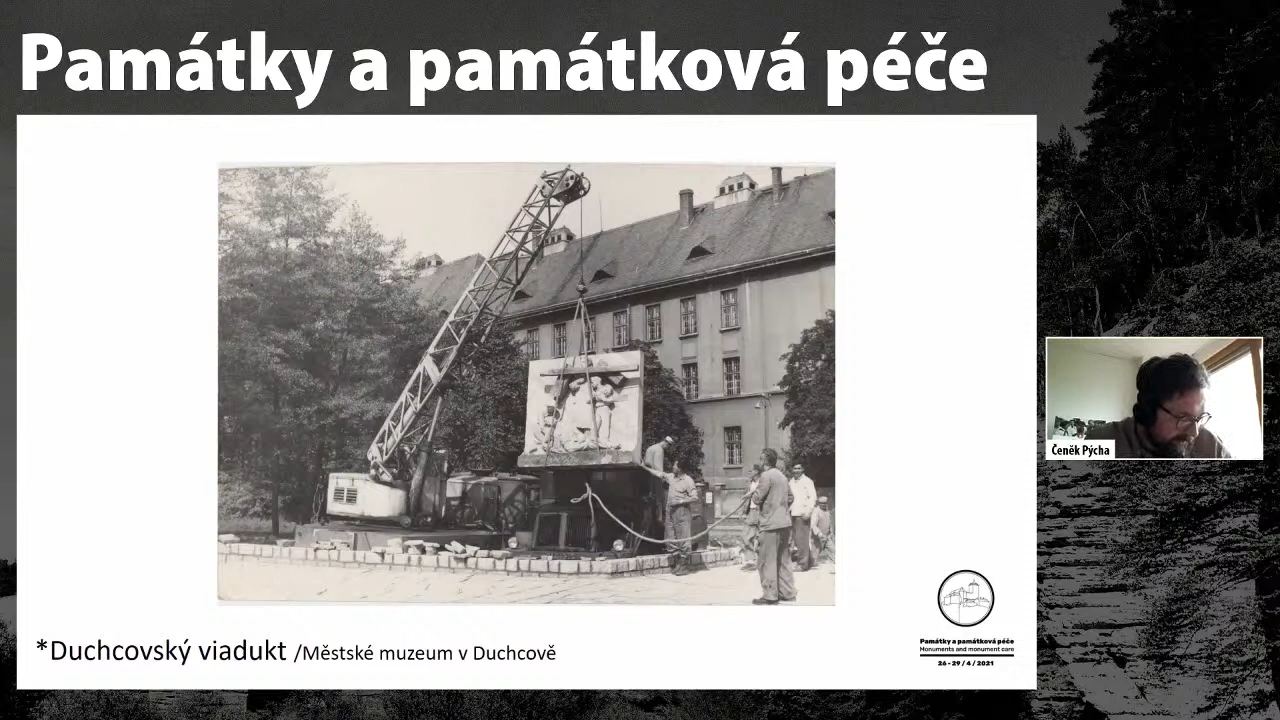 Památky a památková péče
Čeněk Pýcha
*Duchcovský viadukt /Městské muzeum v Duchcově
Památky a památková péče
Monuments and monument care
26 - 29 / 4 / 2021